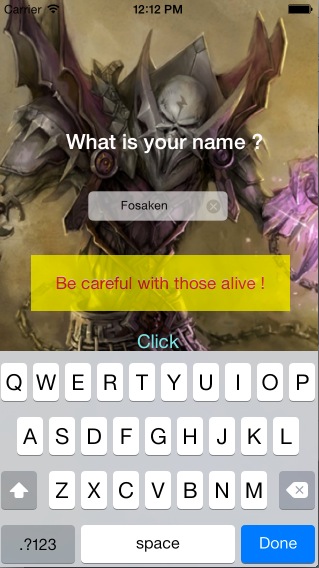 Carrier 12:12 PM
What is your name ?
Fosaken
Be careful with those alive !
Click
Q W E R T Y U I O P
A S D F G H J K L
Z X C V B N M
.?123 space Done